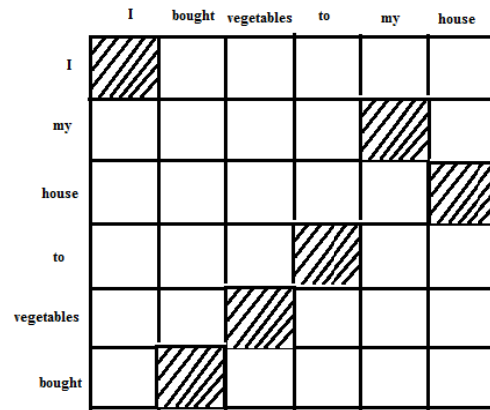 I bought vegetables to my house
I
my
house
to
vegetables
bought